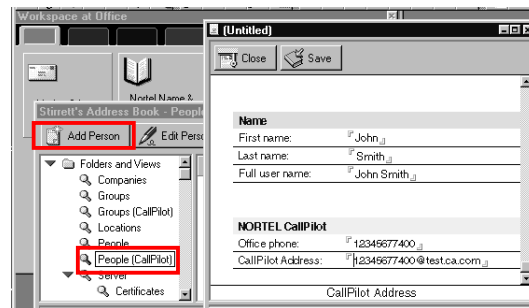 Workspace at Office
Nortel Name &
Stirrett's Address Book - People
Add Person
Edit Perso
Folders and Views
Companies
Groups
Groups (CallPilot)
Locations
People
People (CallPilot)
Server
Certificates
(Untitled)
Close
Save
Name
First name: John
Last name: Smith
Full user name: John Smith
NORTEL CallPilot
Office phone: 12345677400
CallPilot Address: 12345677400@test.ca.com
CallPilot Address